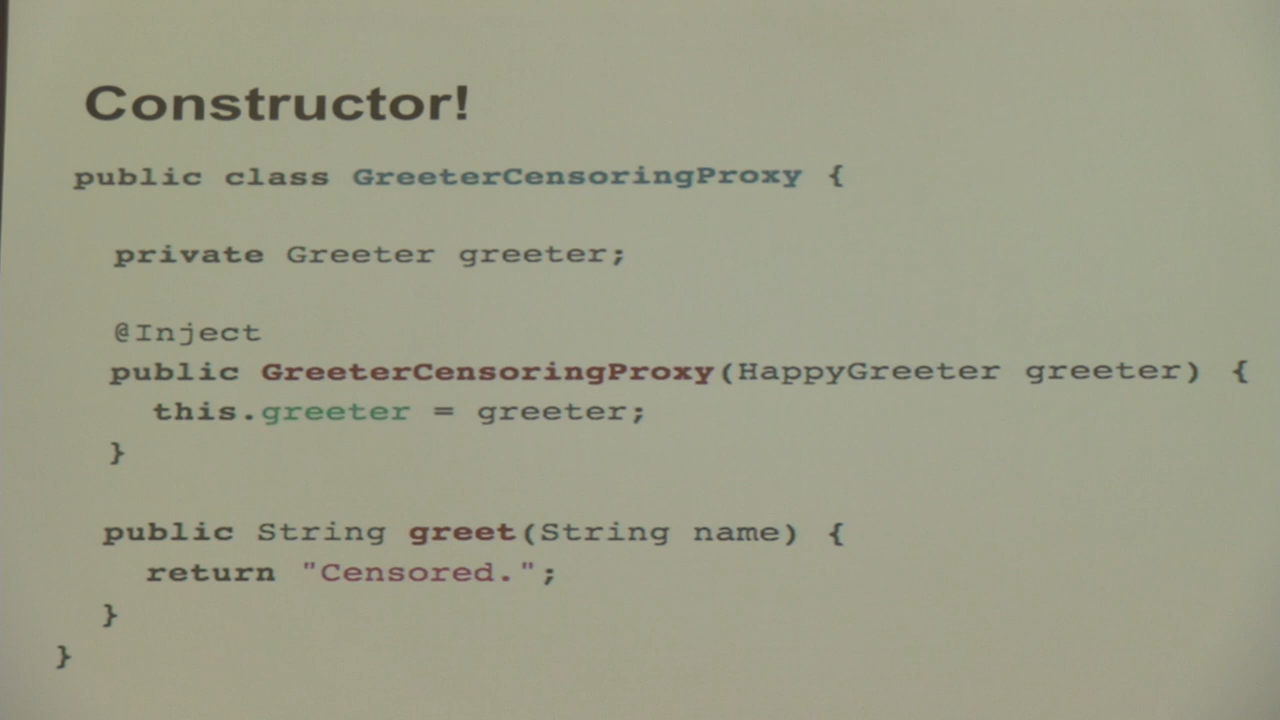 Constructor!
public class GreeterCensoringProxy {
private Greeter greeter;
@Inject
public GreeterCensoringProxy(HappyGreeter greeter) {
this.greeter = greeter;
}
public String greet(String name) {
return "Censored.";
}
}